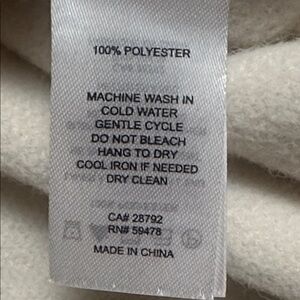 100% POLYESTER
MACHINE WASH IN
COLD WATER
GENTLE CYCLE
DO NOT BLEACH
HANG TO DRY
COOL IRON IF NEEDED
DRY CLEAN
CA# 28792
RN# 59478
MADE IN CHINA